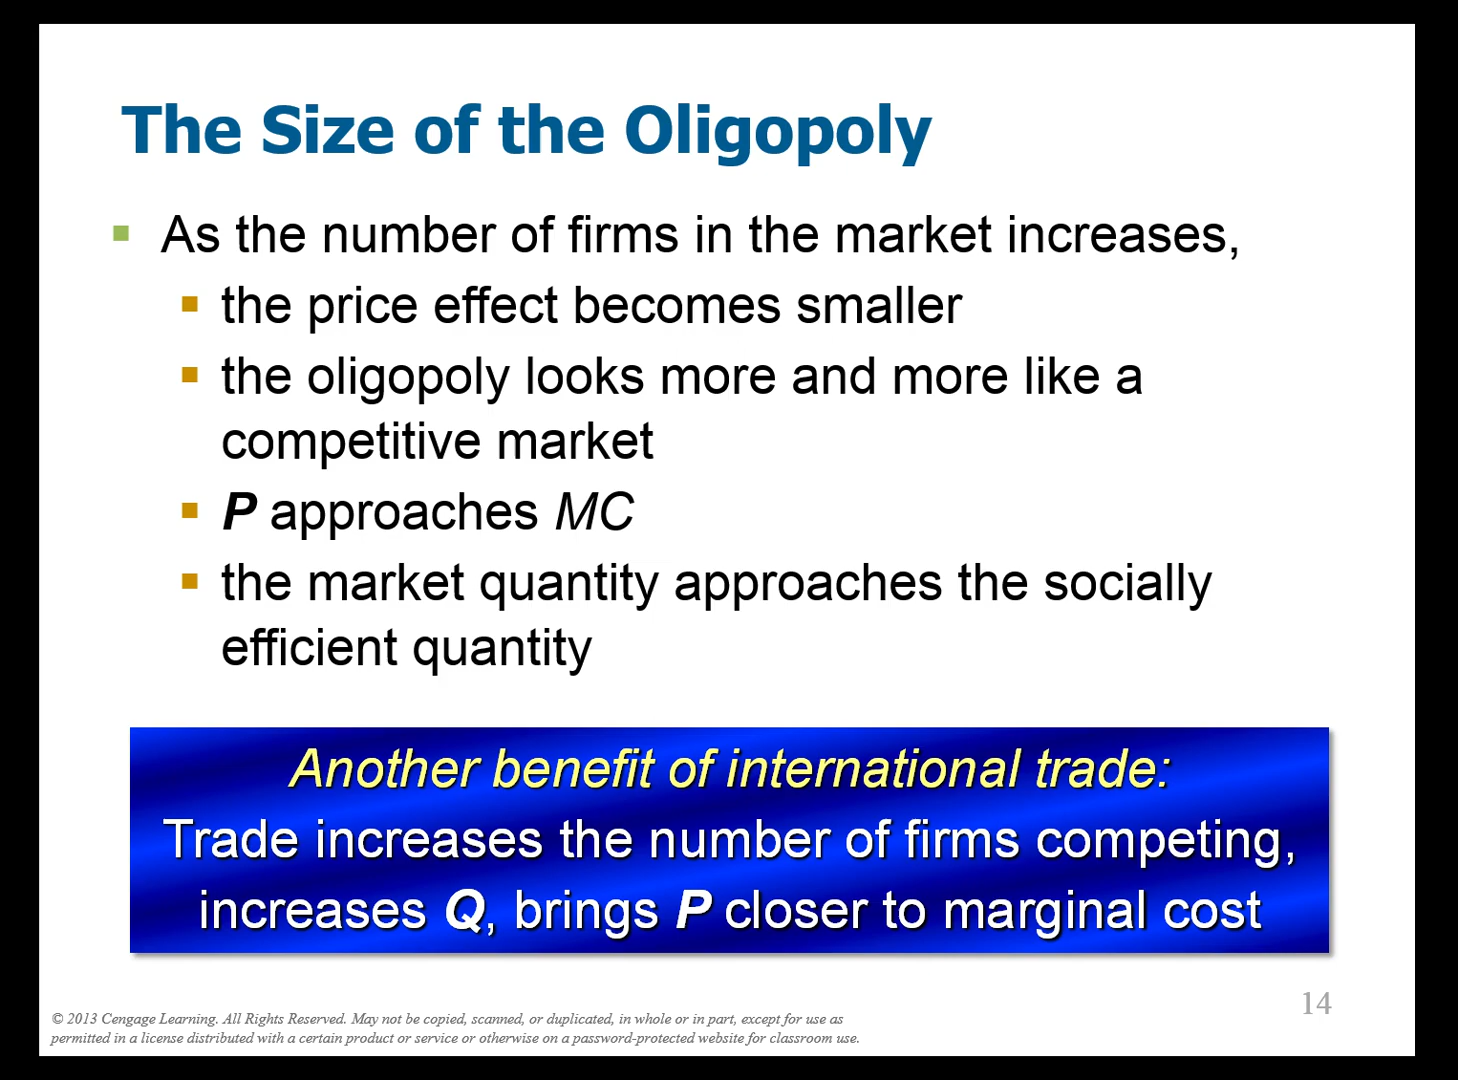 The Size of the Oligopoly
As the number of firms in the market increases,
the price effect becomes smaller
the oligopoly looks more and more like a
competitive market
P approaches MC
the market quantity approaches the socially
efficient quantity
Another benefit of international trade:
Trade increases the number of firms competing,
increases Q, brings P closer to marginal cost
14
© 2013 Cengage Learning. All Rights Reserved. May not be copied, scanned, or duplicated, in whole or in part, except for use as
permitted in a license distributed with a certain product or service or otherwise on a password-protected website for classroom use.